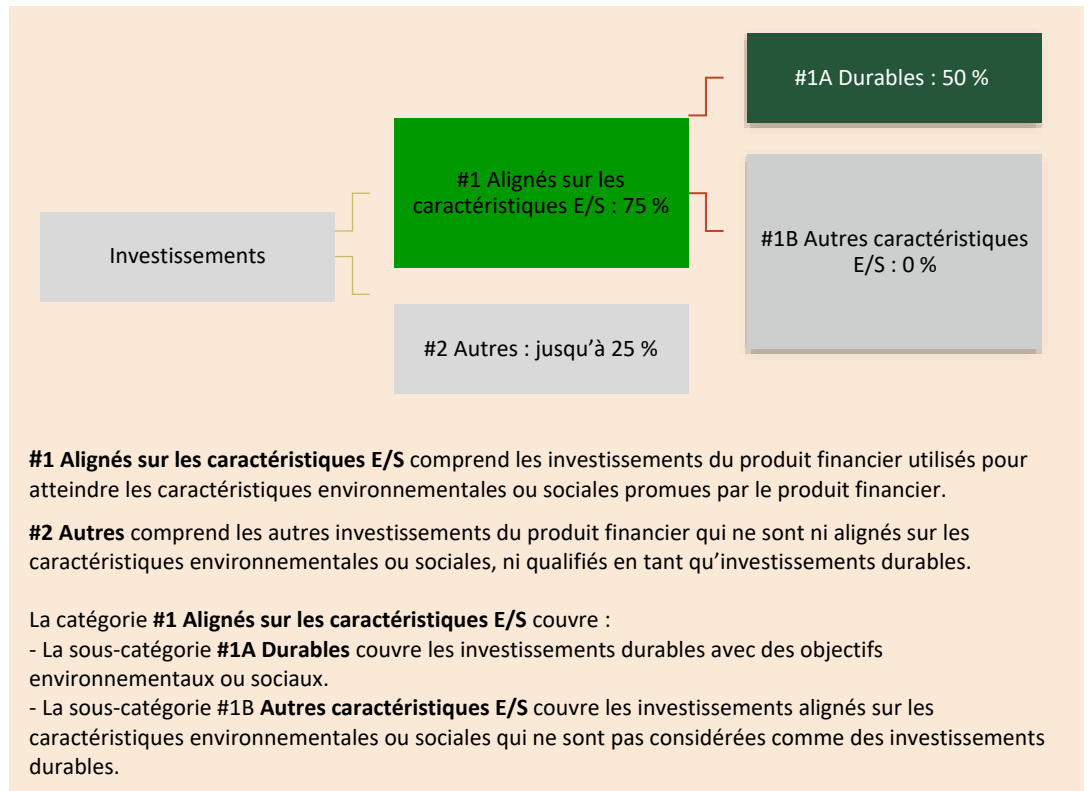 #1A Durables : 50 %
#1 Alignés sur les
caractéristiques E/S : 75 %
Investissements
#1B Autres caractéristiques
E/S : 0 %
#2 Autres : jusqu’à 25 %
#1 Alignés sur les caractéristiques E/S comprend les investissements du produit financier utilisés pour
atteindre les caractéristiques environnementales ou sociales promues par le produit financier.
#2 Autres comprend les autres investissements du produit financier qui ne sont ni alignés sur les
caractéristiques environnementales ou sociales, ni qualifiés en tant qu’investissements durables.
La catégorie #1 Alignés sur les caractéristiques E/S couvre :
- La sous-catégorie #1A Durables couvre les investissements durables avec des objectifs
environnementaux ou sociaux.
- La sous-catégorie #1B Autres caractéristiques E/S couvre les investissements alignés sur les
caractéristiques environnementales ou sociales qui ne sont pas considérées comme des investissements
durables.